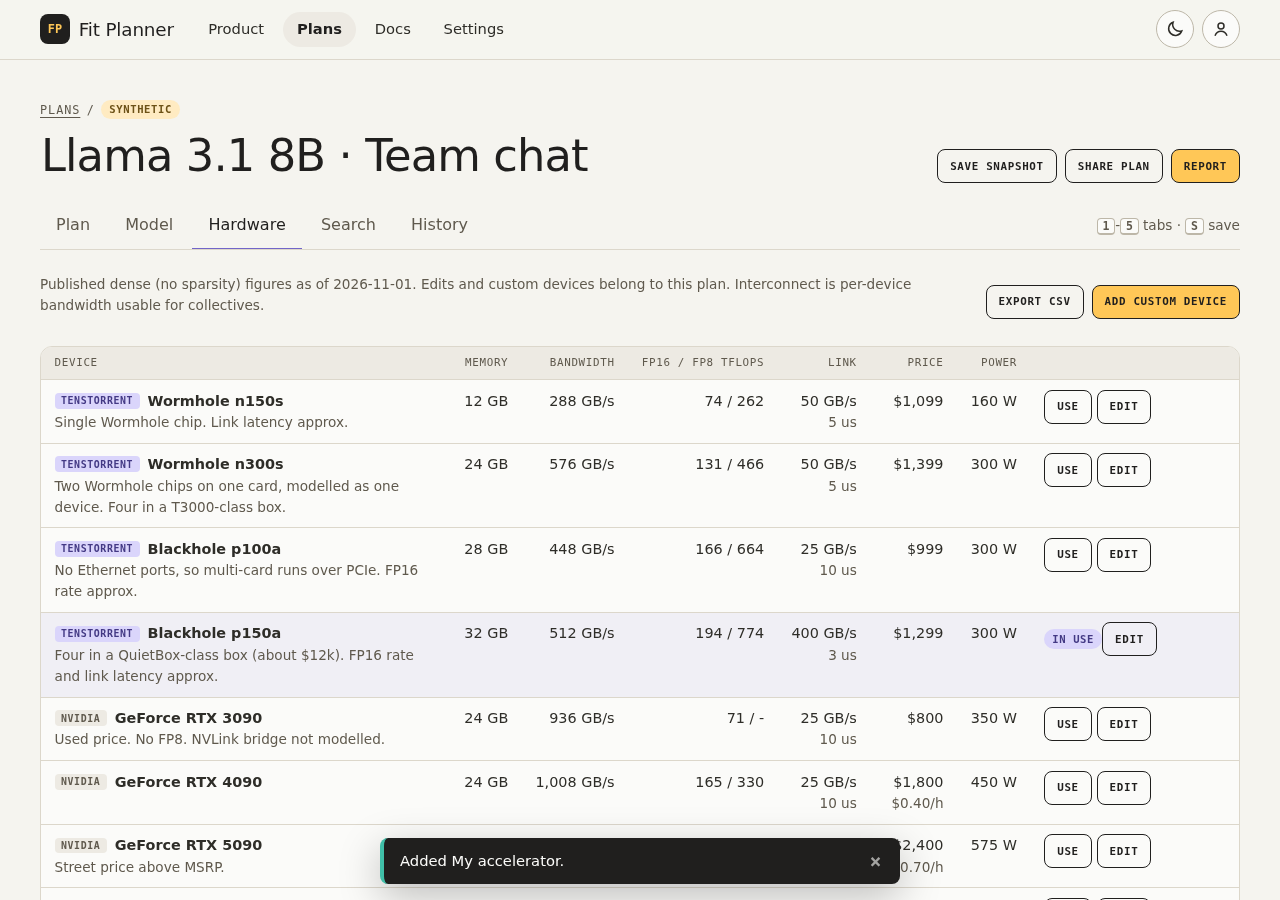 FP Fit Planner Product Plans Docs Settings
PLANS / SYNTHETIC
Llama 3.1 8B · Team chat
SAVE SNAPSHOT SHARE PLAN REPORT
Plan Model Hardware Search History 1-5 tabs · S save
Published dense (no sparsity) figures as of 2026-11-01. Edits and custom devices belong to this plan. Interconnect is per-device
bandwidth usable for collectives.
EXPORT CSV ADD CUSTOM DEVICE
DEVICE MEMORY BANDWIDTH FP16 / FP8 TFLOPS LINK PRICE POWER
TENSTORRENT Wormhole n150s 12 GB 288 GB/s 74 / 262 50 GB/s $1,099 160 W USE EDIT
Single Wormhole chip. Link latency approx. 5 us
TENSTORRENT Wormhole n300s 24 GB 576 GB/s 131 / 466 50 GB/s $1,399 300 W USE EDIT
Two Wormhole chips on one card, modelled as one 5 us
device. Four in a T3000-class box.
TENSTORRENT Blackhole p100a 28 GB 448 GB/s 166 / 664 25 GB/s $999 300 W USE EDIT
No Ethernet ports, so multi-card runs over PCIe. FP16 10 us
rate approx.
TENSTORRENT Blackhole p150a 32 GB 512 GB/s 194 / 774 400 GB/s $1,299 300 W IN USE EDIT
Four in a QuietBox-class box (about $12k). FP16 rate 3 us
and link latency approx.
NVIDIA GeForce RTX 3090 24 GB 936 GB/s 71 / - 25 GB/s $800 350 W USE EDIT
Used price. No FP8. NVLink bridge not modelled. 10 us
NVIDIA GeForce RTX 4090 24 GB 1,008 GB/s 165 / 330 25 GB/s $1,800 450 W USE EDIT
10 us $0.40/h
NVIDIA GeForce RTX 5090 2,400 575 W USE EDIT
Street price above MSRP. 0.70/h
Added My accelerator. ×